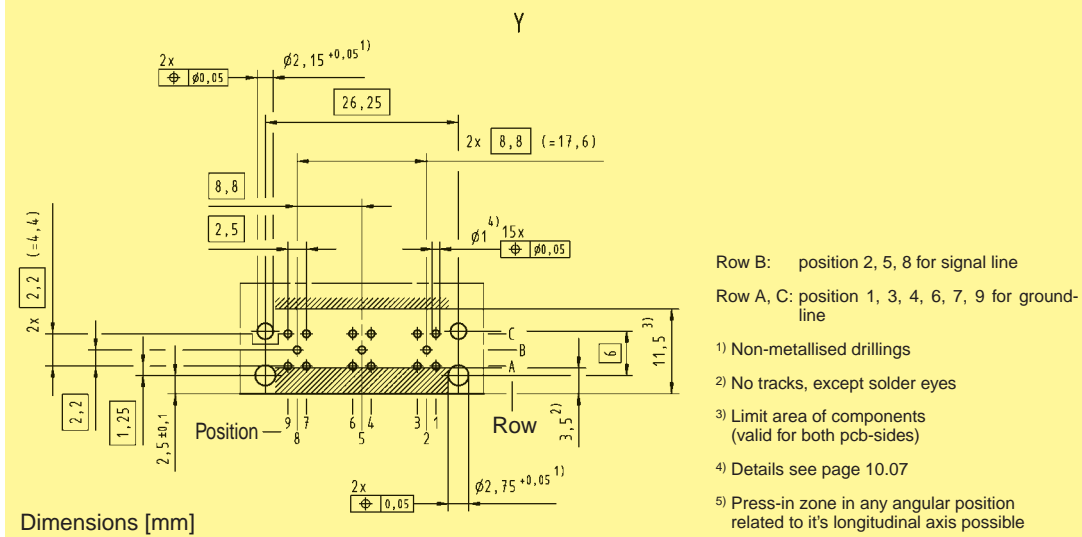 Y
2x
⌖ ø0,05
ø2,15 +0,05 1)
26,25
2x 8,8 (=17,6)
8,8
2,5
ø1 4) 15x
⌖ ø0,05
2x 2,2 (=4,4)
C
B
A
6
11,5 3)
3,5 2)
2,2
1,25
2,5 ±0,1
Position
9 7 6 4 3 1
8 5 2
Row
2x
⌖ 0,05
ø2,75 +0,05 1)
Dimensions [mm]
Row B: position 2, 5, 8 for signal line
Row A, C: position 1, 3, 4, 6, 7, 9 for ground-
line
1) Non-metallised drillings
2) No tracks, except solder eyes
3) Limit area of components
(valid for both pcb-sides)
4) Details see page 10.07
5) Press-in zone in any angular position
related to it's longitudinal axis possible